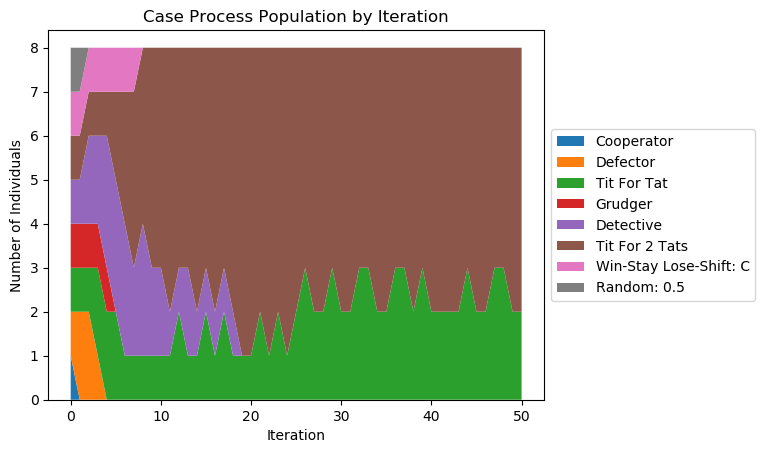 Case Process Population by Iteration
Number of Individuals
8
7
6
5
4
3
2
1
0
0 10 20 30 40 50
Iteration
Cooperator
Defector
Tit For Tat
Grudger
Detective
Tit For 2 Tats
Win-Stay Lose-Shift: C
Random: 0.5